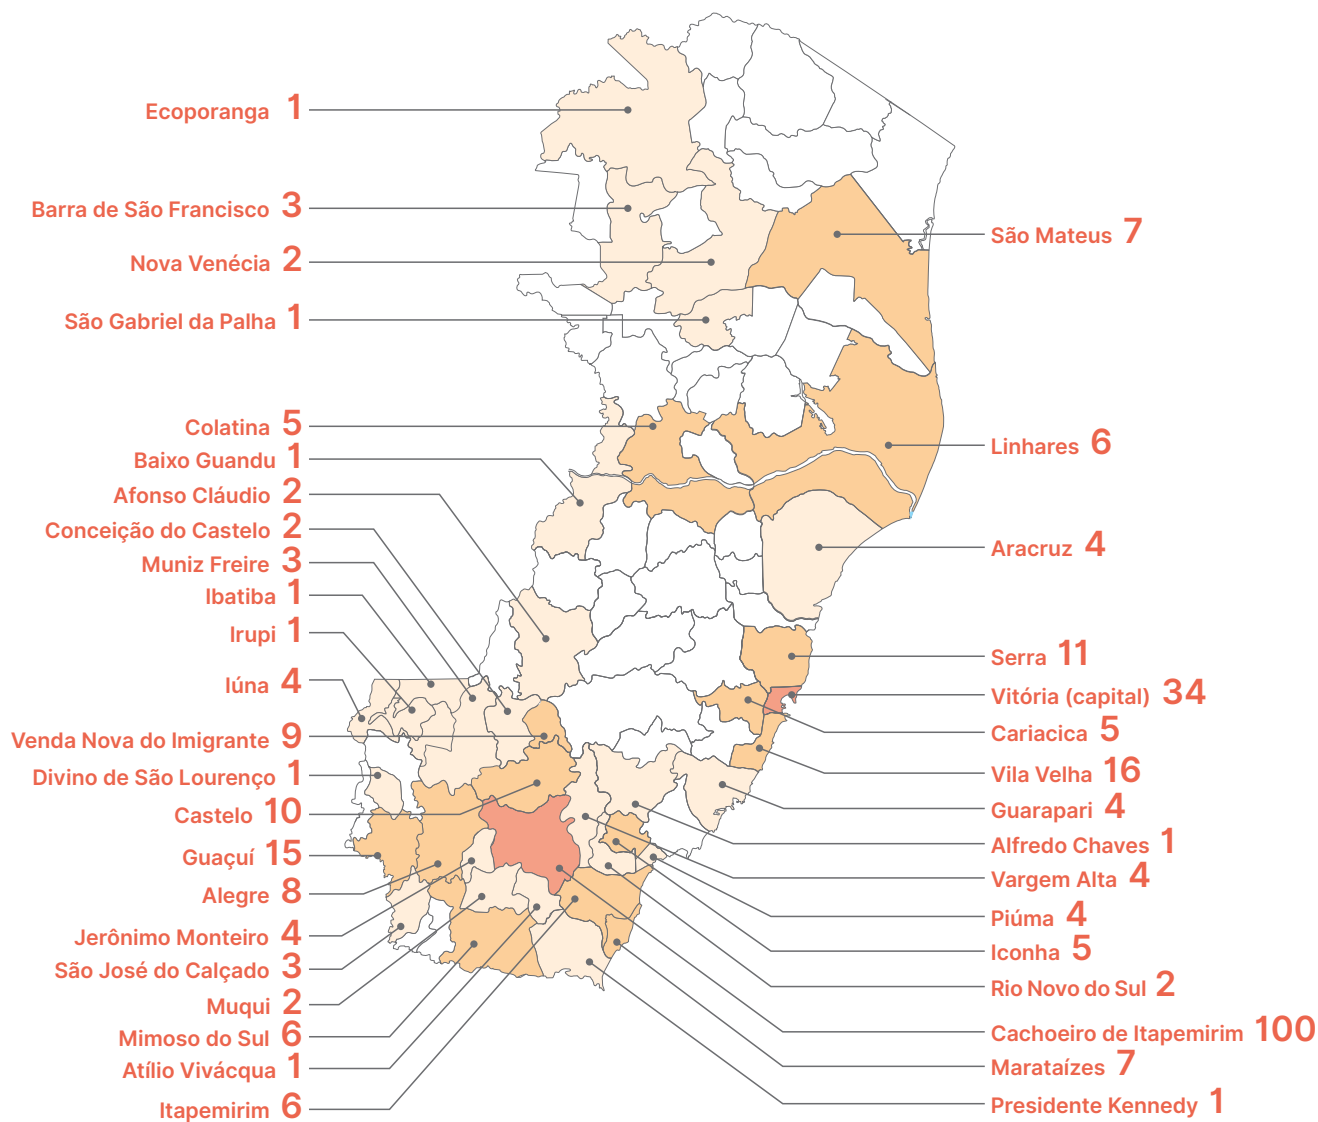 Ecoporanga 1
Barra de São Francisco 3
Nova Venécia 2
São Gabriel da Palha 1
Colatina 5
Baixo Guandu 1
Afonso Cláudio 2
Conceição do Castelo 2
Muniz Freire 3
Ibatiba 1
Irupi 1
Iúna 4
Venda Nova do Imigrante 9
Divino de São Lourenço 1
Castelo 10
Guaçuí 15
Alegre 8
Jerônimo Monteiro 4
São José do Calçado 3
Muqui 2
Mimoso do Sul 6
Atílio Vivácqua 1
Itapemirim 6
São Mateus 7
Linhares 6
Aracruz 4
Serra 11
Vitória (capital) 34
Cariacica 5
Vila Velha 16
Guarapari 4
Alfredo Chaves 1
Vargem Alta 4
Piúma 4
Iconha 5
Rio Novo do Sul 2
Cachoeiro de Itapemirim 100
Marataízes 7
Presidente Kennedy 1